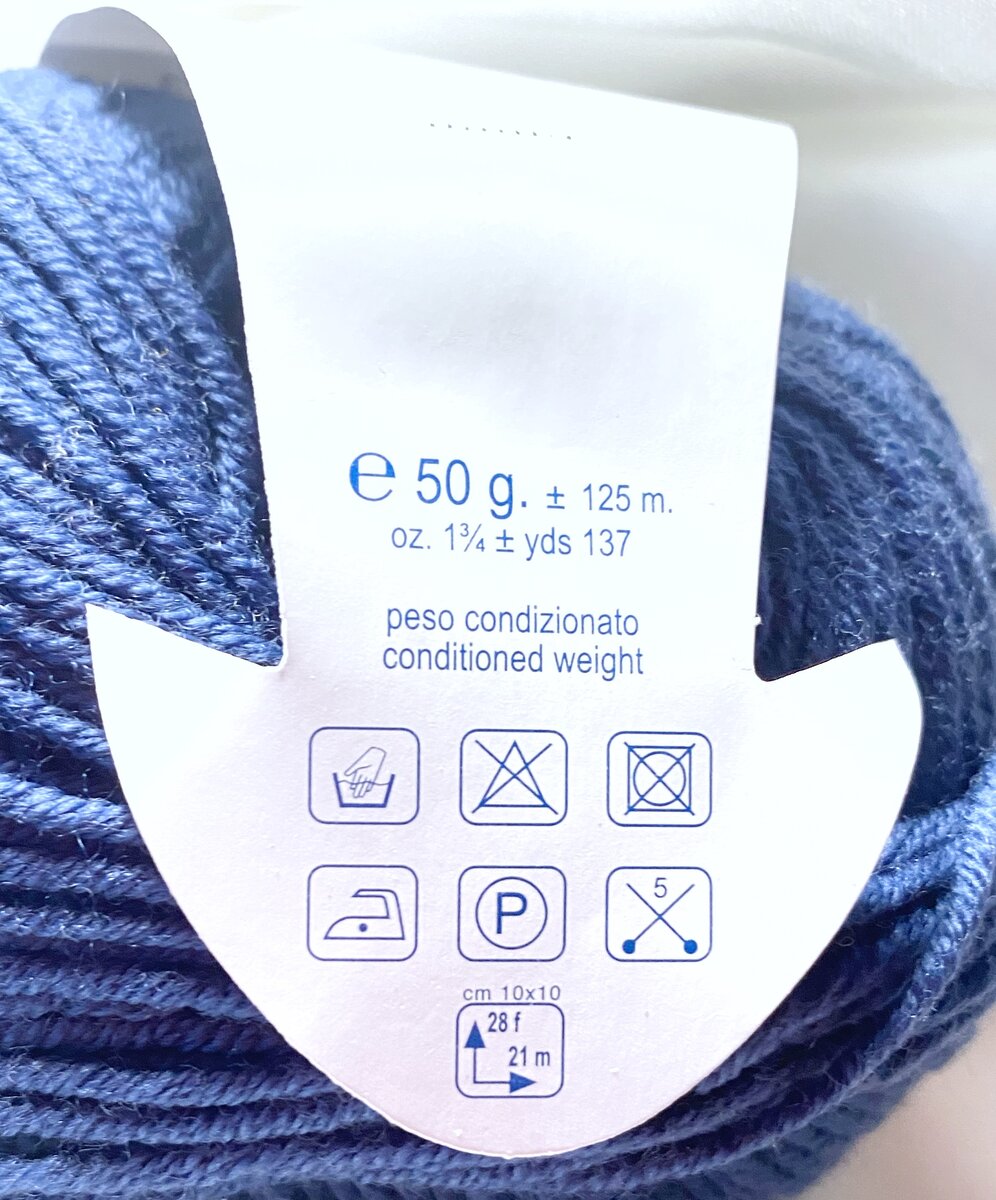 ℮ 50 g. ± 125 m.
oz. 1¾ ± yds 137
peso condizionato
conditioned weight
P
5
cm 10x10
28 f
21 m